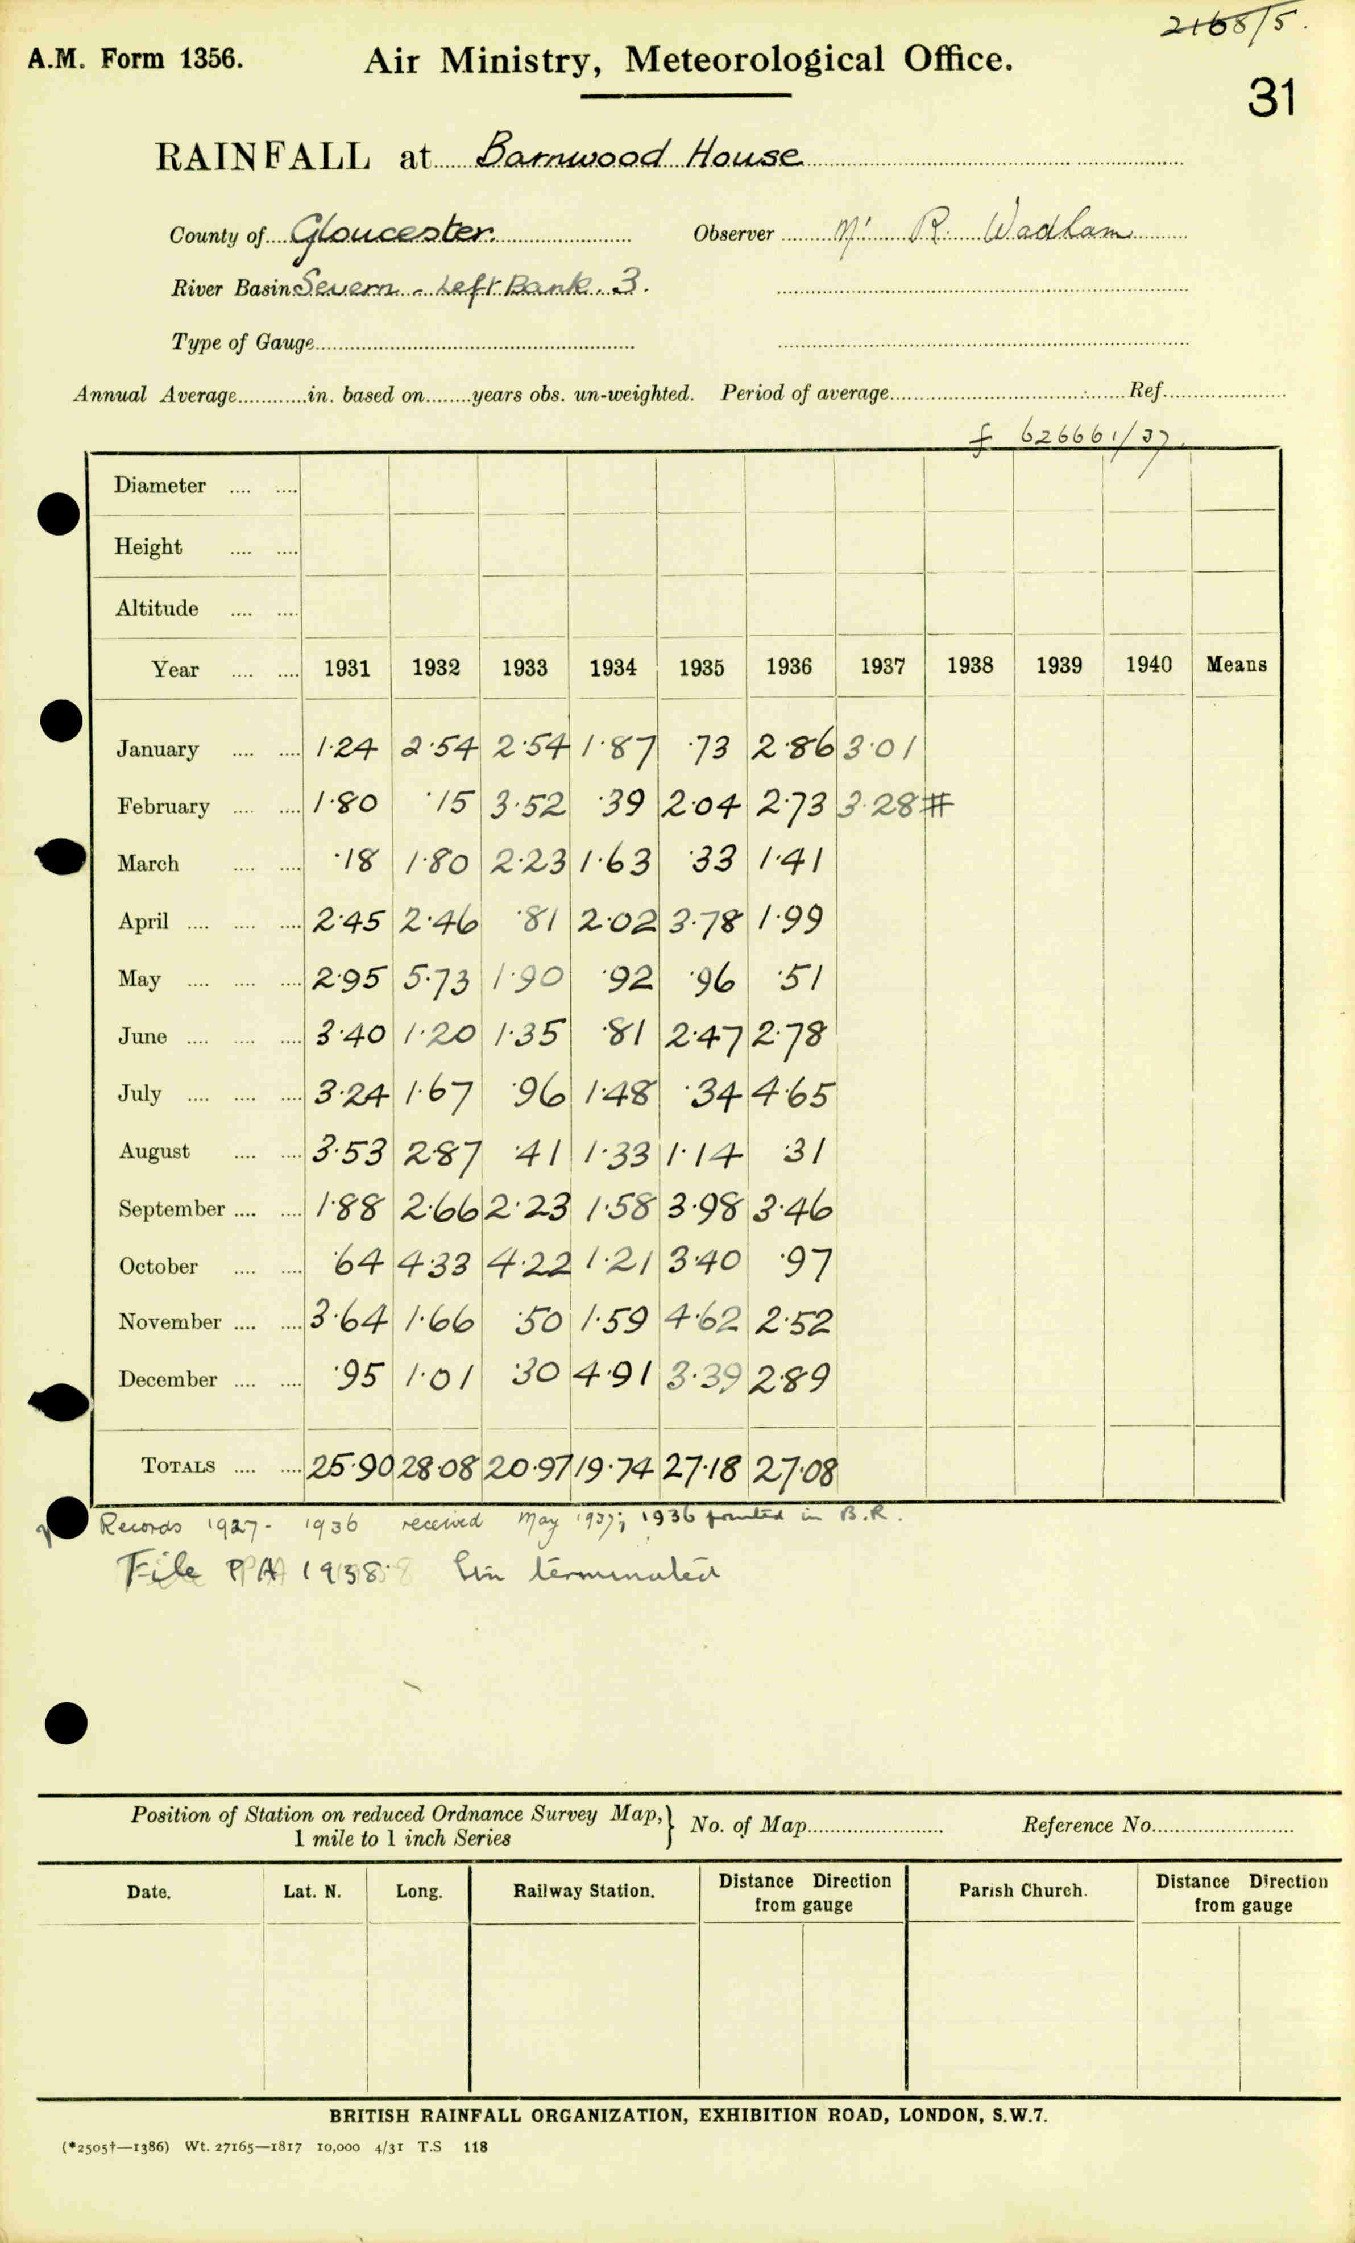 2168/5.
A.M. Form 1356. Air Ministry, Meteorological Office.
31
RAINFALL at Barnwood House
County of Gloucester. Observer Mr R. Wadham
River Basin Severn - Left Bank. 3.
Type of Gauge
Annual Average in. based on years obs. un-weighted. Period of average Ref.
f 626661/37.
Diameter
Height
Altitude
Year 1931 1932 1933 1934 1935 1936 1937 1938 1939 1940 Means
January 1·24 2·54 2·54 1·87 ·73 2·86 3·01
February 1·80 ·15 3·52 ·39 2·04 2·73 3·28 #
March ·18 1·80 2·23 1·63 ·33 1·41
April 2·45 2·46 ·81 2·02 3·78 1·99
May 2·95 5·73 1·90 ·92 ·96 ·51
June 3·40 1·20 1·35 ·81 2·47 2·78
July 3·24 1·67 ·96 1·48 ·34 4·65
August 3·53 2·87 ·41 1·33 1·14 ·31
September 1·88 2·66 2·23 1·58 3·98 3·46
October ·64 4·33 4·22 1·21 3·40 ·97
November 3·64 1·66 ·50 1·59 4·62 2·52
December ·95 1·01 ·30 4·91 3·39 2·89
TOTALS 25·90 28·08 20·97 19·74 27·18 27·08
Records 1927- 1936 received May 1937; 1936 printed in B.R.
File PA 1938 terminated
Position of Station on reduced Ordnance Survey Map, } No. of Map Reference No.
1 mile to 1 inch Series
Date. Lat. N. Long. Railway Station. Distance Direction from gauge Parish Church. Distance Direction from gauge
BRITISH RAINFALL ORGANIZATION, EXHIBITION ROAD, LONDON, S.W.7.
(*2505†—1386) Wt. 27165—1817 10,000 4/31 T.S 118